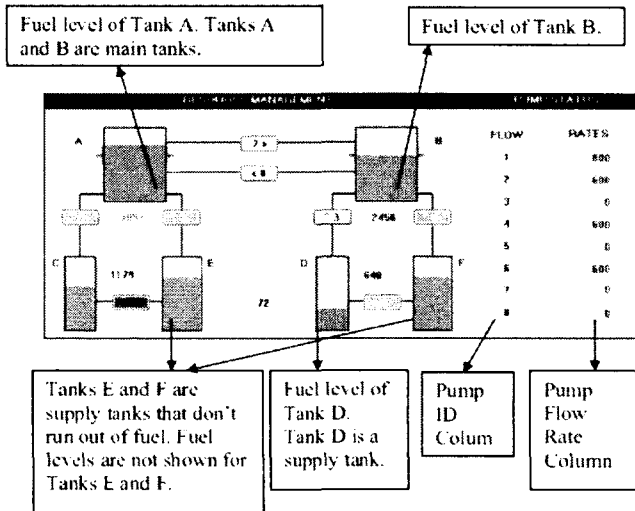 Fuel level of Tank A. Tanks A
and B are main tanks.
Fuel level of Tank B.
MANAGEMENT
A
B
FLOW
RATES
1
800
2
600
3
0
4
600
5
0
6
600
7
0
8
0
2456
C
E
D
F
1174
640
72
Tanks E and F are
supply tanks that don't
run out of fuel. Fuel
levels are not shown for
Tanks E and F.
Fuel level of
Tank D.
Tank D is a
supply tank.
Pump
ID
Colum
Pump
Flow
Rate
Column